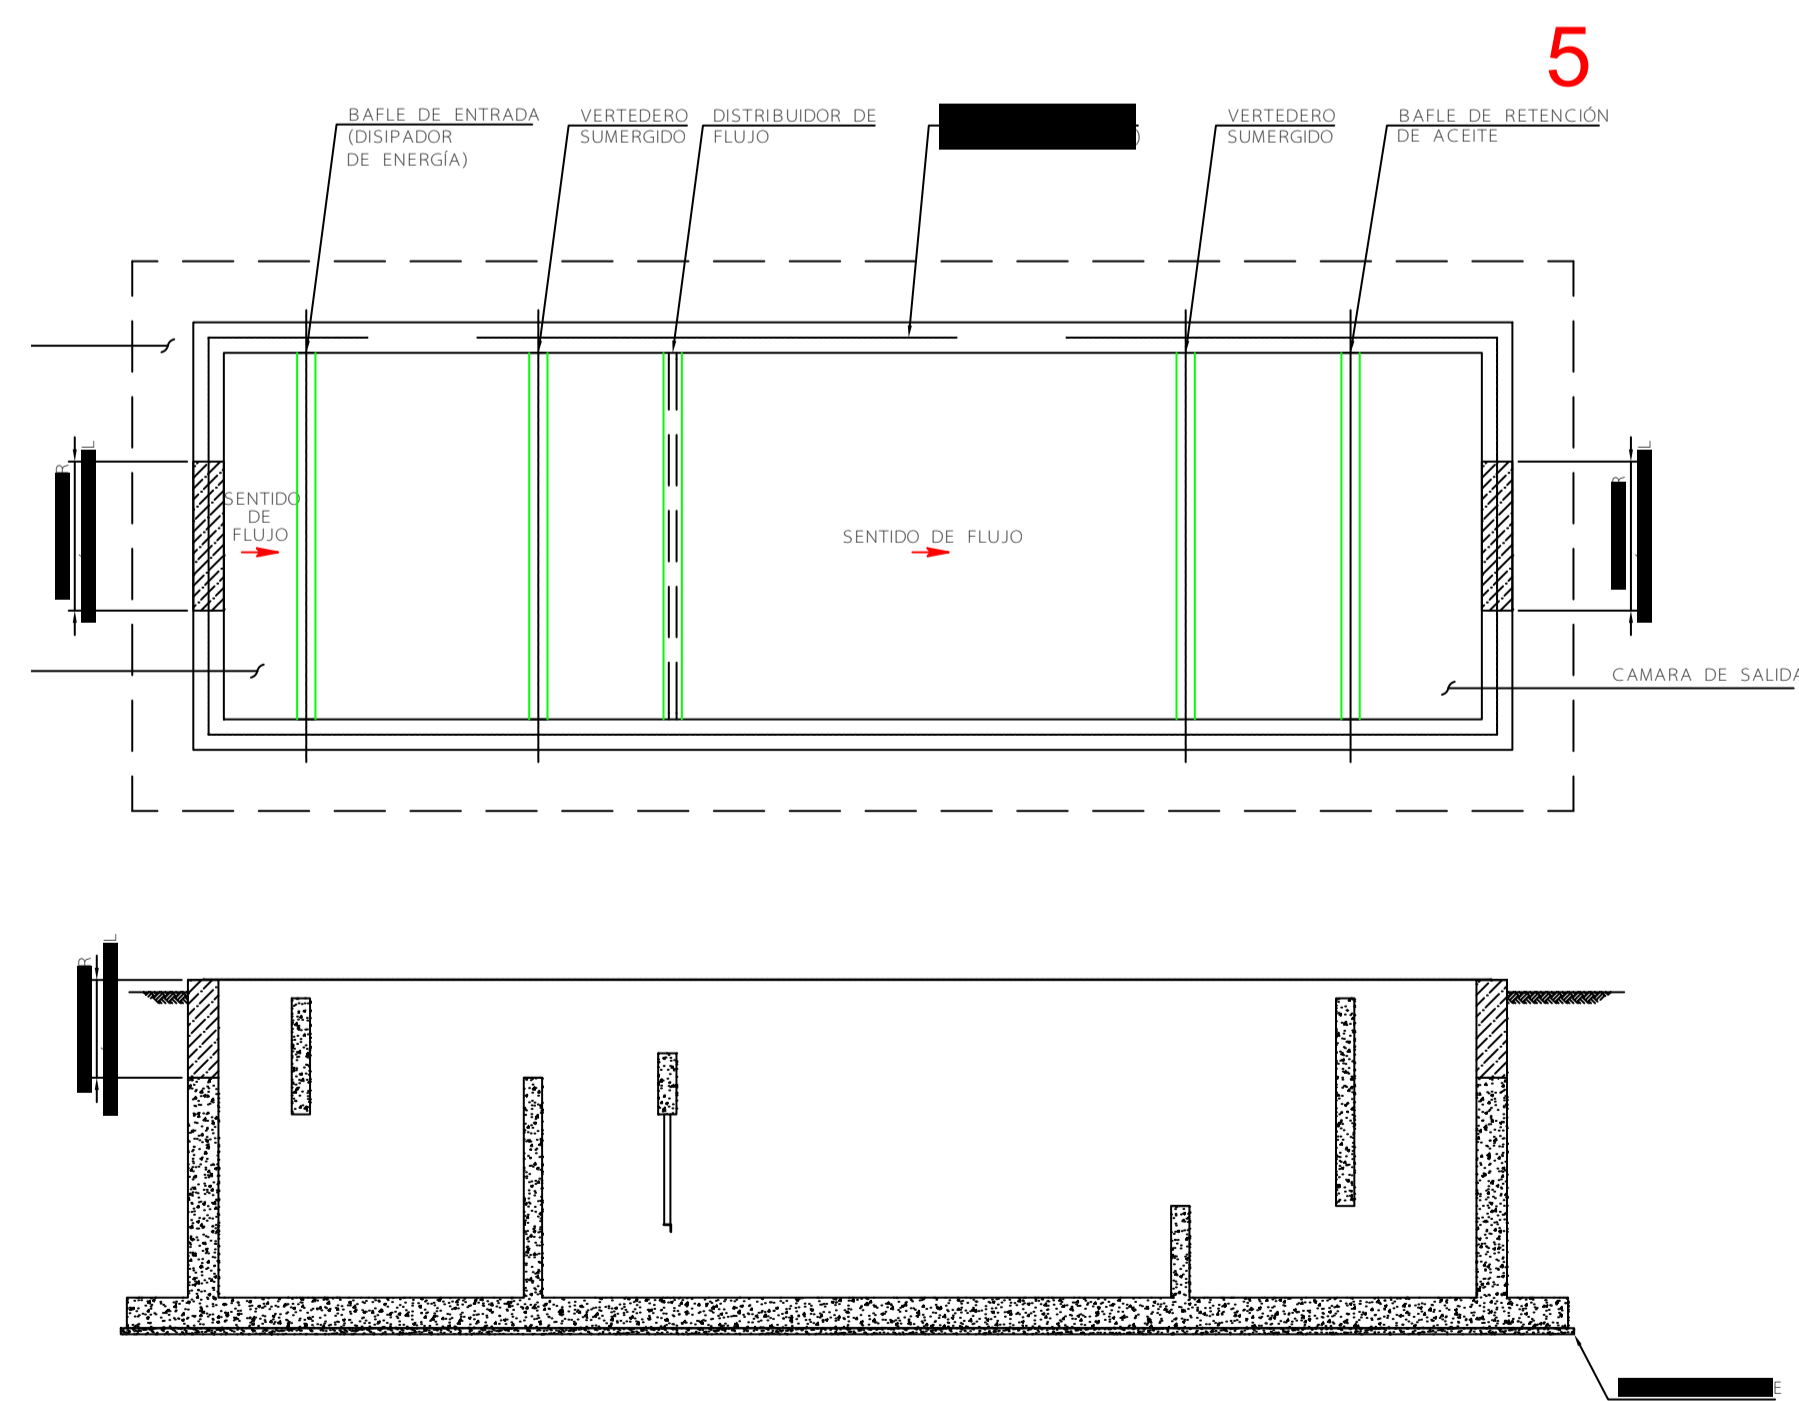 5
BAFLE DE ENTRADA
(DISIPADOR
DE ENERGÍA)
VERTEDERO
SUMERGIDO
DISTRIBUIDOR DE
FLUJO
VERTEDERO
SUMERGIDO
BAFLE DE RETENCIÓN
DE ACEITE
SENTIDO
DE
FLUJO
SENTIDO DE FLUJO
CAMARA DE SALIDA